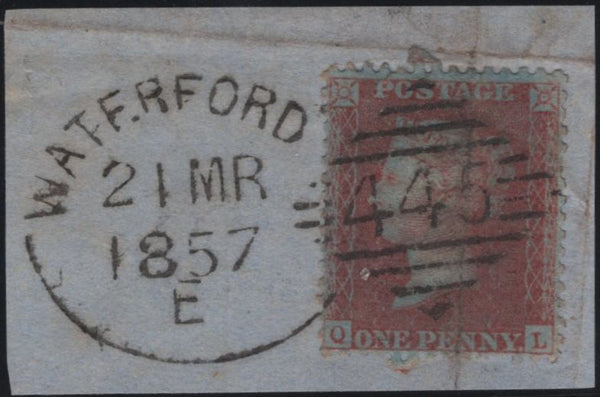 WATERFORD
21 MR
1857
E
POSTAGE
445
Q ONE PENNY. L